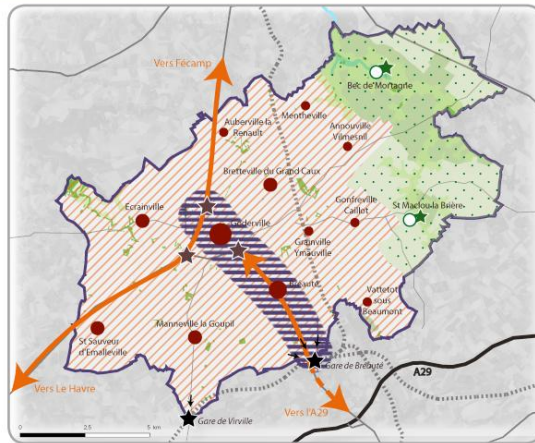 Vers Fécamp
Bec de Mortagne
Mentheville
Auberville la
Renault
Annouville
Vilmesnil
Bretteville du Grand Caux
Ecrainville
Goderville
Gonfreville
Caillot
St Maclou la Brière
Grainville
Ymauville
Bréauté
Vattetot
sous
Beaumont
St Sauveur
d'Emalleville
Manneville la Goupil
Gare de Bréauté
A29
Vers Le Havre
Vers l'A29
Gare de Virville
0 2.5 5 km